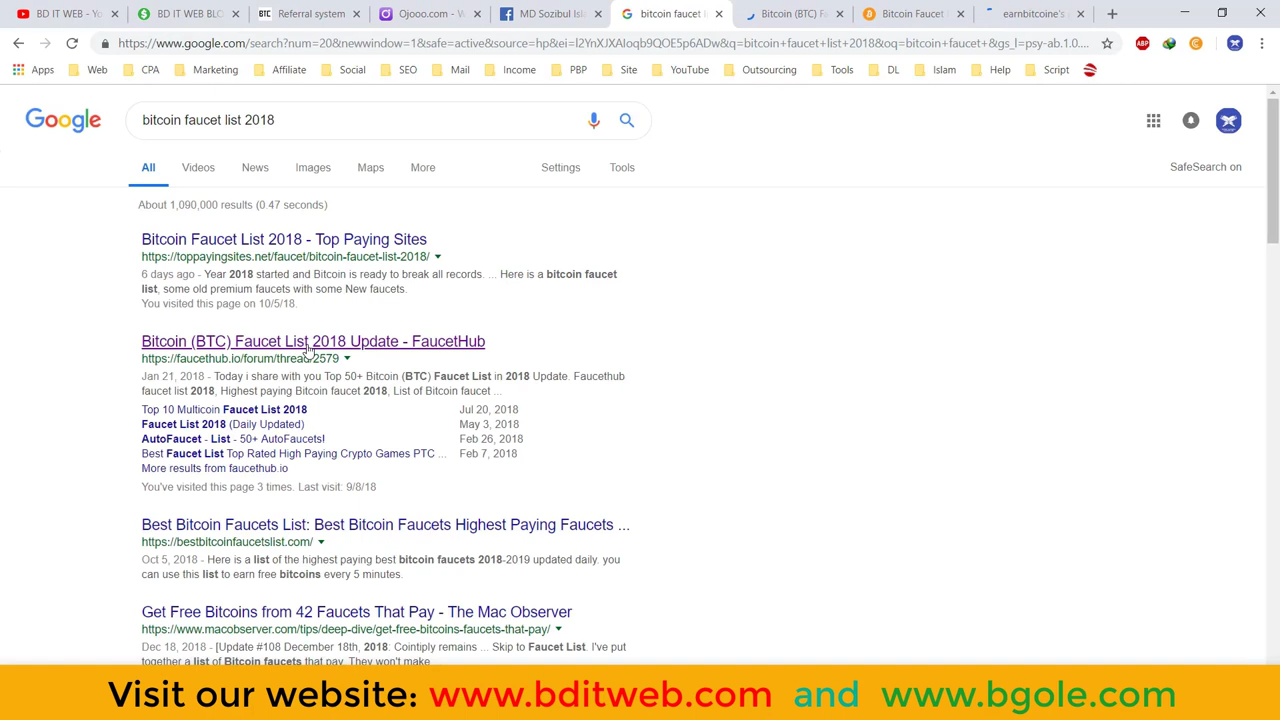 BD IT WEB - Yo
BD IT WEB BLO
BTC Referral system
Ojooo.com - W
MD Sozibul Isl
bitcoin faucet l
Bitcoin (BTC) Fa
Bitcoin Faucet
earnbitcoine's g
https://www.google.com/search?num=20&newwindow=1&safe=active&source=hp&ei=l2YnXJXAIoqb9QOE5p6ADw&q=bitcoin+faucet+list+2018&oq=bitcoin+faucet+&gs_l=psy-ab.1.0....
ABP
Apps Web CPA Marketing Affiliate Social SEO Mail Income PBP Site YouTube Outsourcing Tools DL Islam Help Script
Google
bitcoin faucet list 2018
All Videos News Images Maps More Settings Tools
SafeSearch on
About 1,090,000 results (0.47 seconds)
Bitcoin Faucet List 2018 - Top Paying Sites
https://toppayingsites.net/faucet/bitcoin-faucet-list-2018/
6 days ago - Year 2018 started and Bitcoin is ready to break all records. ... Here is a bitcoin faucet
list, some old premium faucets with some New faucets.
You visited this page on 10/5/18.
Bitcoin (BTC) Faucet List 2018 Update - FaucetHub
https://faucethub.io/forum/thread/2579
Jan 21, 2018 - Today i share with you Top 50+ Bitcoin (BTC) Faucet List in 2018 Update. Faucethub
faucet list 2018, Highest paying Bitcoin faucet 2018, List of Bitcoin faucet ...
Top 10 Multicoin Faucet List 2018 Jul 20, 2018
Faucet List 2018 (Daily Updated) May 3, 2018
AutoFaucet - List - 50+ AutoFaucets! Feb 26, 2018
Best Faucet List Top Rated High Paying Crypto Games PTC ... Feb 7, 2018
More results from faucethub.io
You've visited this page 3 times. Last visit: 9/8/18
Best Bitcoin Faucets List: Best Bitcoin Faucets Highest Paying Faucets ...
https://bestbitcoinfaucetslist.com/
Oct 5, 2018 - Here is a list of the highest paying best bitcoin faucets 2018-2019 updated daily. you
can use this list to earn free bitcoins every 5 minutes.
Get Free Bitcoins from 42 Faucets That Pay - The Mac Observer
https://www.macobserver.com/tips/deep-dive/get-free-bitcoins-faucets-that-pay/
Dec 18, 2018 - [Update #108 December 18th, 2018: Cointiply remains ... Skip to Faucet List. I've put
together a list of Bitcoin faucets that pay. They won't make
Visit our website: www.bditweb.com and www.bgole.com